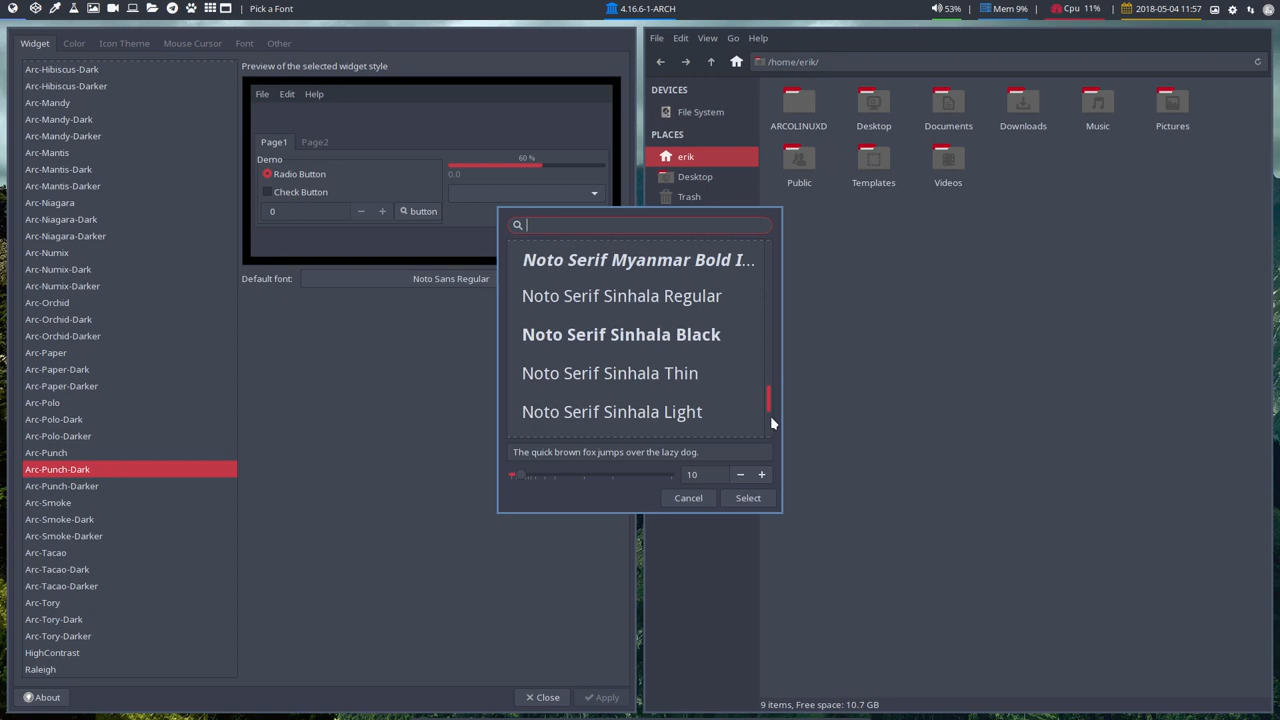 Pick a Font
4.16.6-1-ARCH
53%
Mem 9%
Cpu 11%
2018-05-04 11:57
Widget
Color
Icon Theme
Mouse Cursor
Font
Other
Arc-Hibiscus-Dark
Arc-Hibiscus-Darker
Arc-Mandy
Arc-Mandy-Dark
Arc-Mandy-Darker
Arc-Mantis
Arc-Mantis-Dark
Arc-Mantis-Darker
Arc-Niagara
Arc-Niagara-Dark
Arc-Niagara-Darker
Arc-Numix
Arc-Numix-Dark
Arc-Numix-Darker
Arc-Orchid
Arc-Orchid-Dark
Arc-Orchid-Darker
Arc-Paper
Arc-Paper-Dark
Arc-Paper-Darker
Arc-Polo
Arc-Polo-Dark
Arc-Polo-Darker
Arc-Punch
Arc-Punch-Dark
Arc-Punch-Darker
Arc-Smoke
Arc-Smoke-Dark
Arc-Smoke-Darker
Arc-Tacao
Arc-Tacao-Dark
Arc-Tacao-Darker
Arc-Tory
Arc-Tory-Dark
Arc-Tory-Darker
HighContrast
Raleigh
Preview of the selected widget style
File Edit Help
Page1 Page2
Demo
Radio Button
Check Button
0
button
60 %
0.0
Default font:
Noto Sans Regular
About
Close
Apply
Noto Serif Myanmar Bold I...
Noto Serif Sinhala Regular
Noto Serif Sinhala Black
Noto Serif Sinhala Thin
Noto Serif Sinhala Light
The quick brown fox jumps over the lazy dog.
10
Cancel
Select
File Edit View Go Help
/home/erik/
DEVICES
File System
PLACES
erik
Desktop
Trash
ARCOLINUXD
Desktop
Documents
Downloads
Music
Pictures
Public
Templates
Videos
9 items, Free space: 10.7 GB